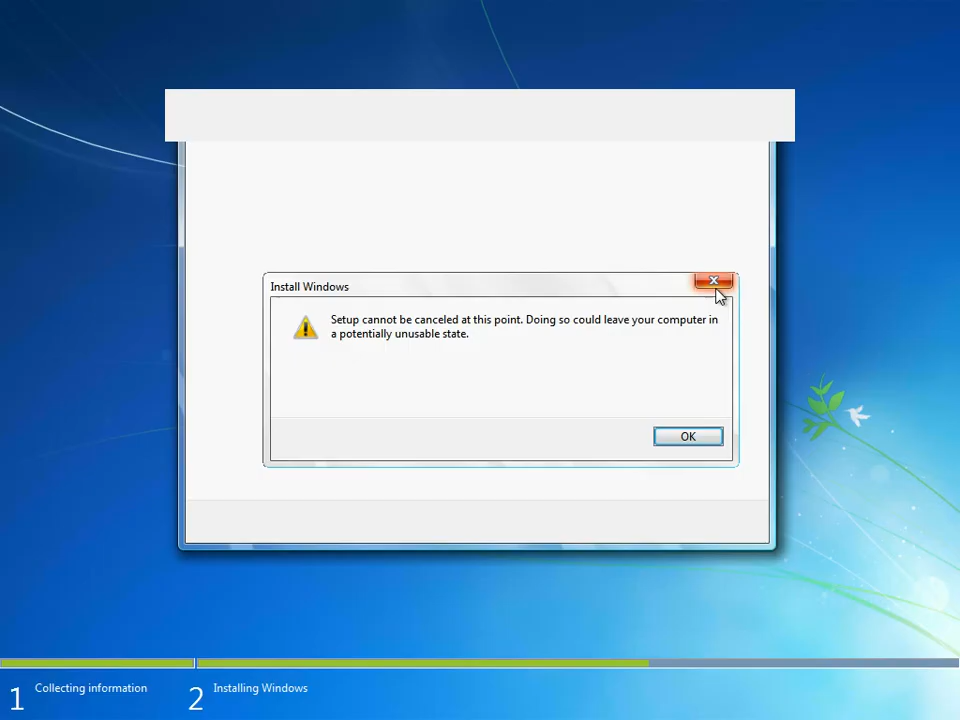 Install Windows
Setup cannot be canceled at this point. Doing so could leave your computer in
a potentially unusable state.
OK
1 Collecting information
2 Installing Windows